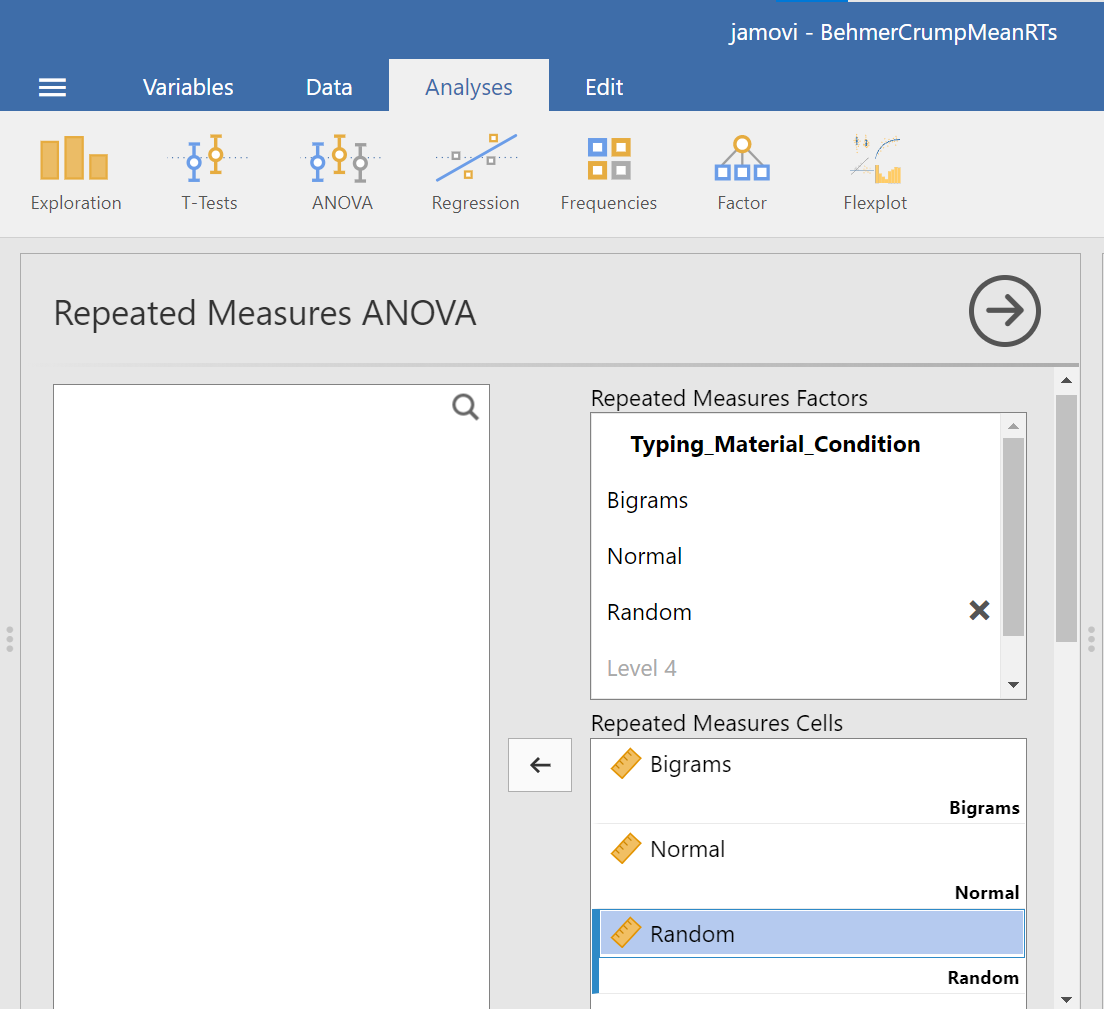 jamovi - BehmerCrumpMeanRTs
Variables Data Analyses Edit
Exploration T-Tests ANOVA Regression Frequencies Factor Flexplot
Repeated Measures ANOVA
Repeated Measures Factors
Typing_Material_Condition
Bigrams
Normal
Random
Level 4
Repeated Measures Cells
Bigrams
Bigrams
Normal
Normal
Random
Random